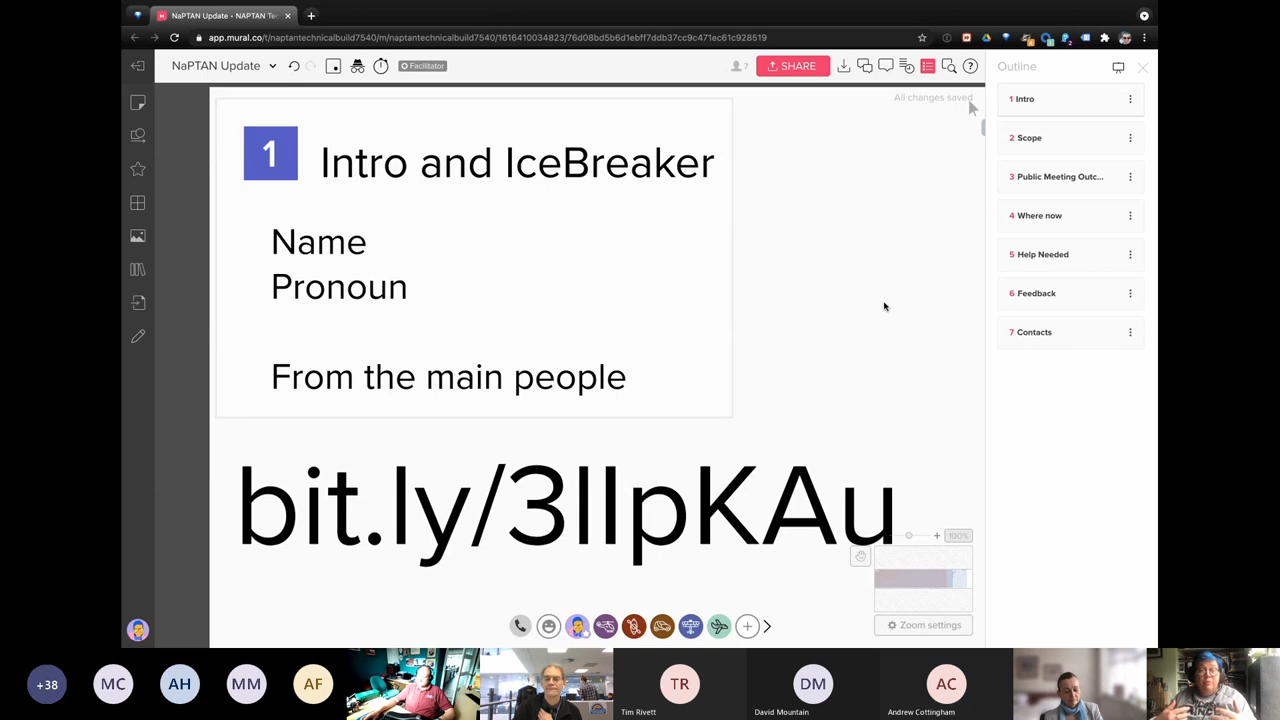 NaPTAN Update • NAPTAN Tec
app.mural.co/t/naptantechnicalbuild7540/m/naptantechnicalbuild7540/1616410034823/76d08bd5b6d1ebff7ddb37cc9c471ec61c928519
NaPTAN Update
Facilitator
7
SHARE
?
All changes saved
1
Intro and IceBreaker
Name
Pronoun
From the main people
bit.ly/3lIpKAu
100%
Zoom settings
Outline
1 Intro
2 Scope
3 Public Meeting Outc...
4 Where now
5 Help Needed
6 Feedback
7 Contacts
+38
MC
AH
MM
AF
TR
Tim Rivett
DM
David Mountain
AC
Andrew Cottingham